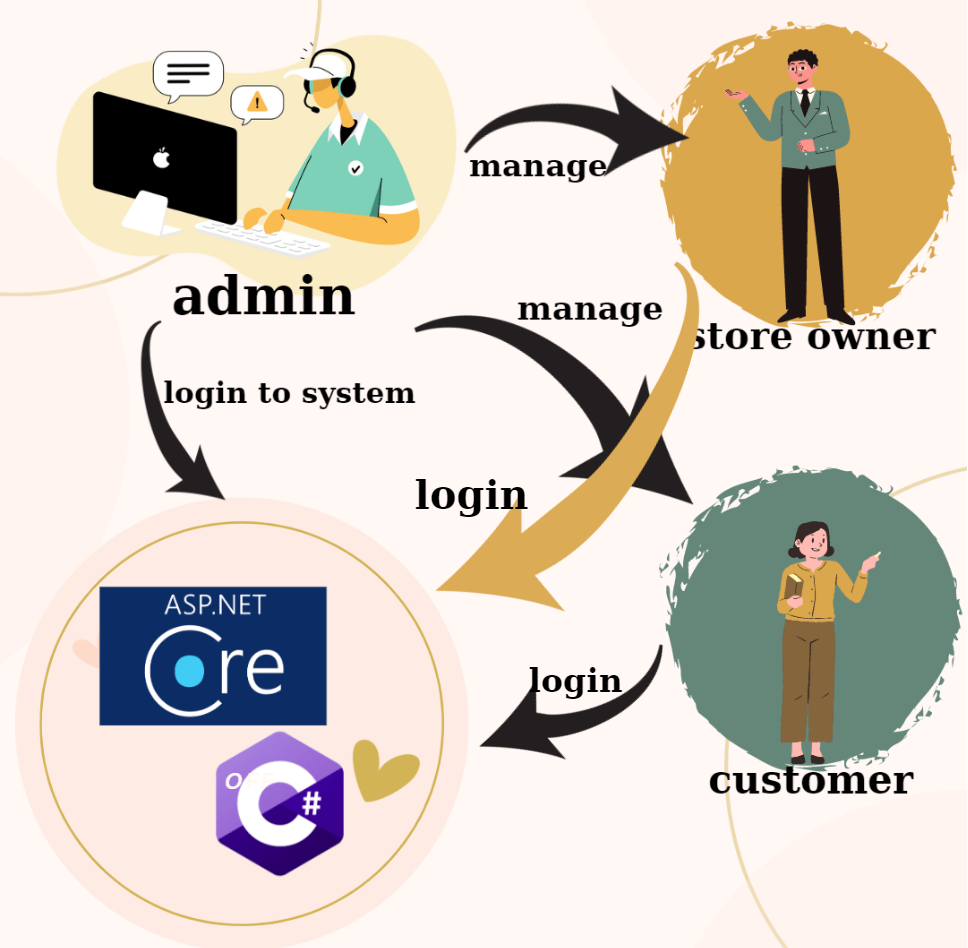 manage
admin
manage
store owner
login to system
login
ASP.NET
Core
login
C#
customer